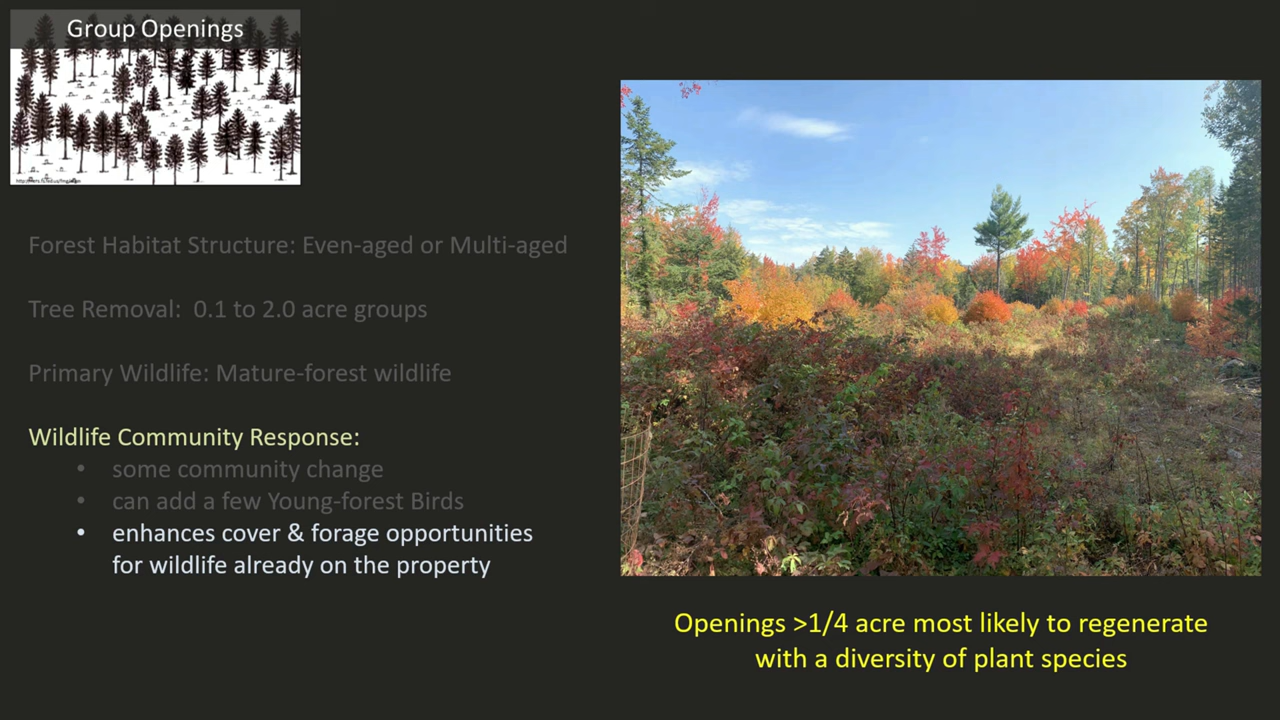 Group Openings
Forest Habitat Structure: Even-aged or Multi-aged
Tree Removal: 0.1 to 2.0 acre groups
Primary Wildlife: Mature-forest wildlife
Wildlife Community Response:
• some community change
• can add a few Young-forest Birds
• enhances cover & forage opportunities
for wildlife already on the property
Openings >1/4 acre most likely to regenerate
with a diversity of plant species